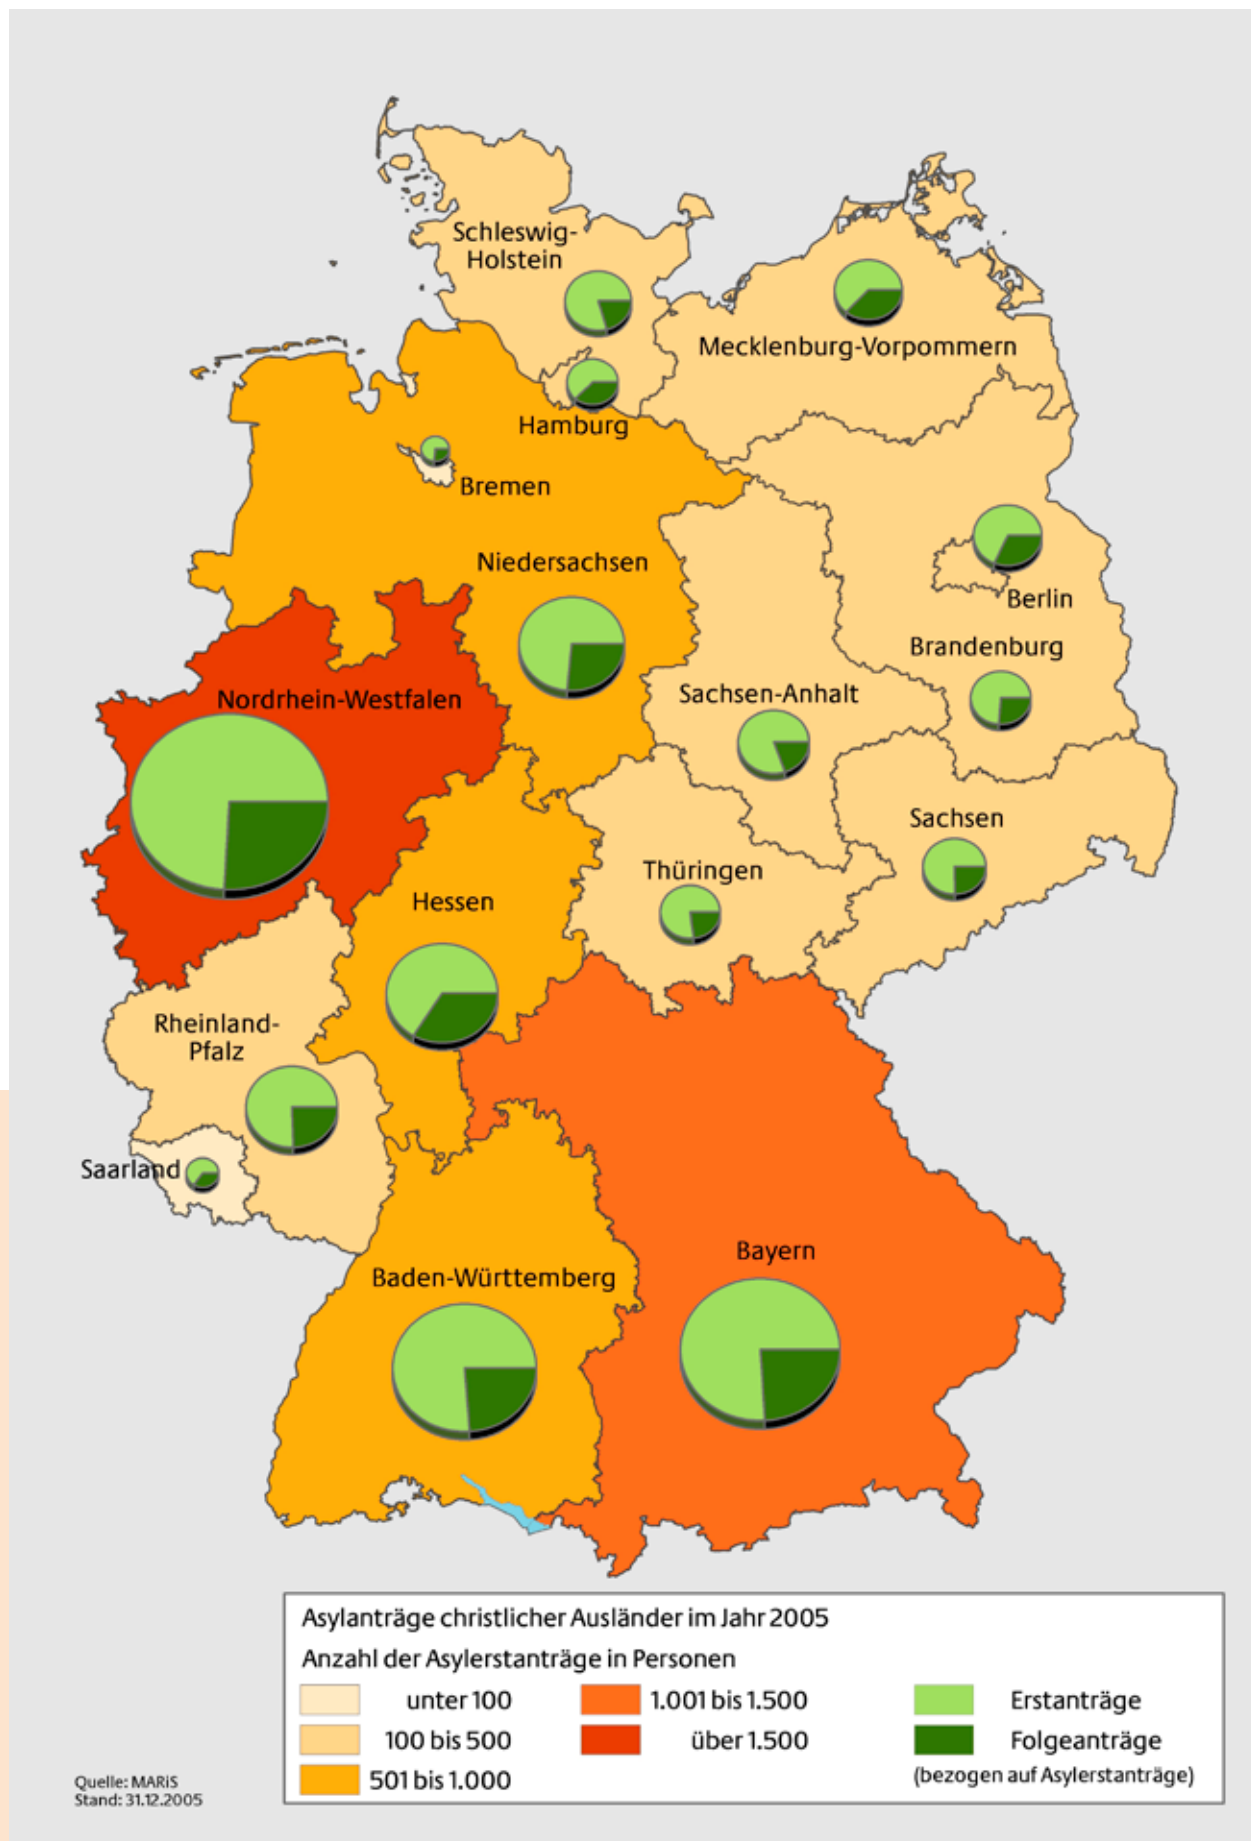 Schleswig-
Holstein
Mecklenburg-Vorpommern
Hamburg
Bremen
Niedersachsen
Berlin
Brandenburg
Nordrhein-Westfalen
Sachsen-Anhalt
Sachsen
Thüringen
Hessen
Rheinland-
Pfalz
Saarland
Bayern
Baden-Württemberg
Asylanträge christlicher Ausländer im Jahr 2005
Anzahl der Asylerstanträge in Personen
unter 100
1.001 bis 1.500
Erstanträge
100 bis 500
über 1.500
Folgeanträge
501 bis 1.000
(bezogen auf Asylerstanträge)
Quelle: MARiS
Stand: 31.12.2005